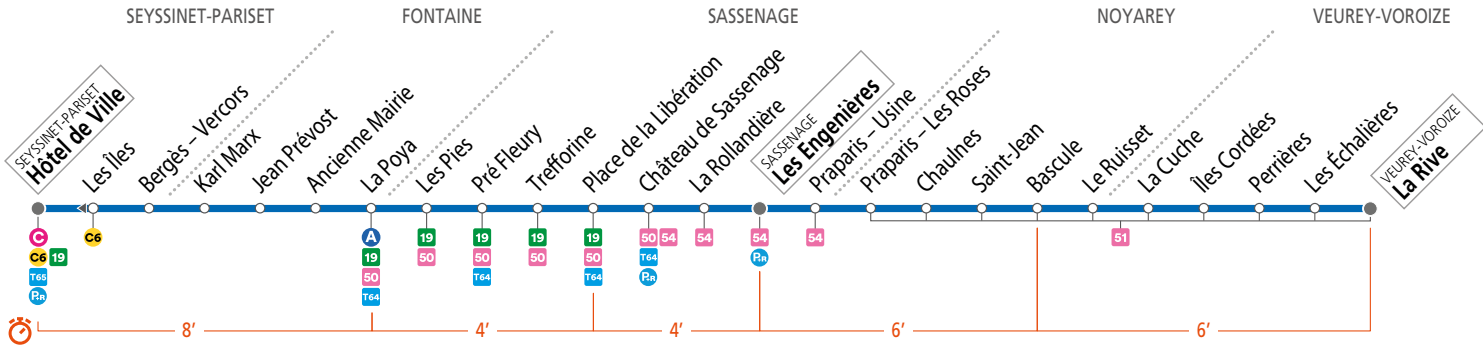 SEYSSINET-PARISET
FONTAINE
SASSENAGE
NOYAREY
VEUREY-VOROIZE
SEYSSINET-PARISET
Hôtel de Ville
Les Îles
Bergès – Vercors
Karl Marx
Jean Prévost
Ancienne Mairie
La Poya
Les Pies
Pré Fleury
Trefforine
Place de la Libération
Château de Sassenage
La Rollandière
SASSENAGE
Les Engenières
Praparis – Usine
Praparis – Les Roses
Chaulnes
Saint-Jean
Bascule
Le Ruisset
La Cuche
Îles Cordées
Perrières
Les Échalières
VEUREY-VOROIZE
La Rive
C
C6 19
T65
P+R
C6
A
19
50
T64
19
50
19
50
T64
19
50
19
50
T64
50 54
T64
P+R
54
54
P+R
54
51
8’
4’
4’
6’
6’